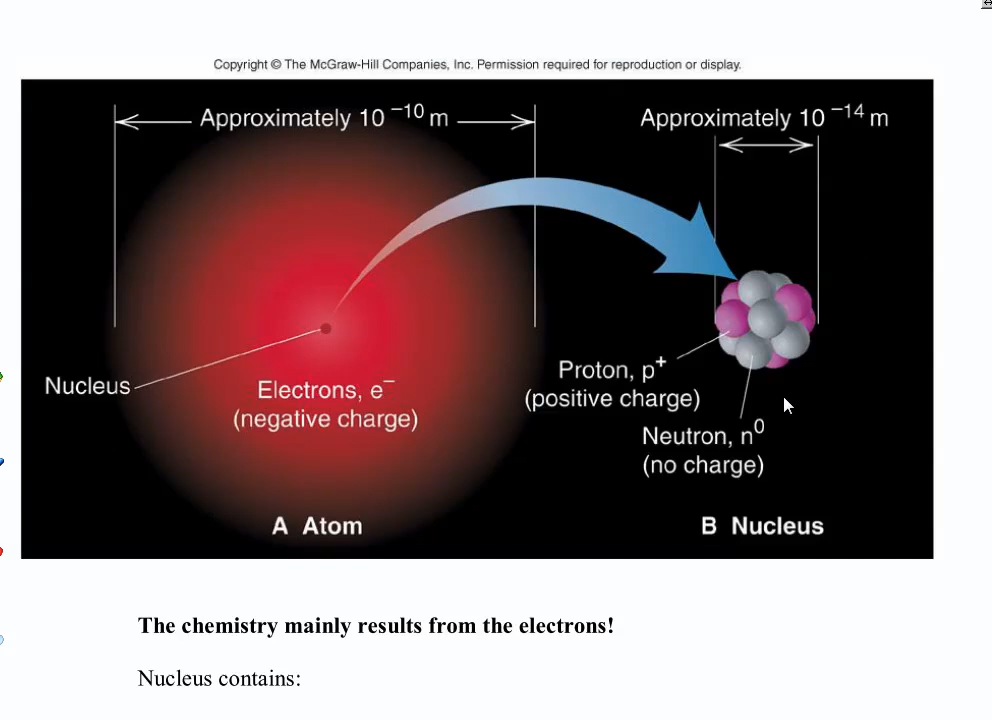 Copyright © The McGraw-Hill Companies, Inc. Permission required for reproduction or display.
Approximately 10⁻¹⁰ m
Approximately 10⁻¹⁴ m
Nucleus
Electrons, e⁻
(negative charge)
Proton, p⁺
(positive charge)
Neutron, n⁰
(no charge)
A Atom
B Nucleus
The chemistry mainly results from the electrons!
Nucleus contains: